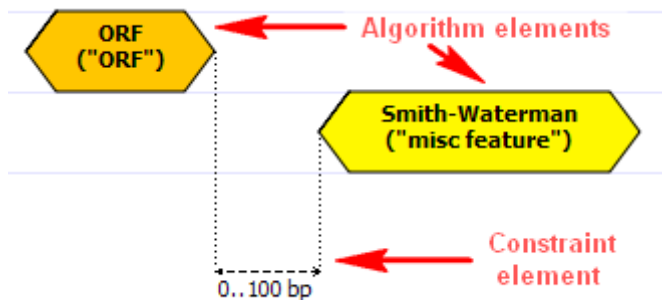 ORF
("ORF")
Algorithm elements
Smith-Waterman
("misc feature")
Constraint
element
0..100 bp